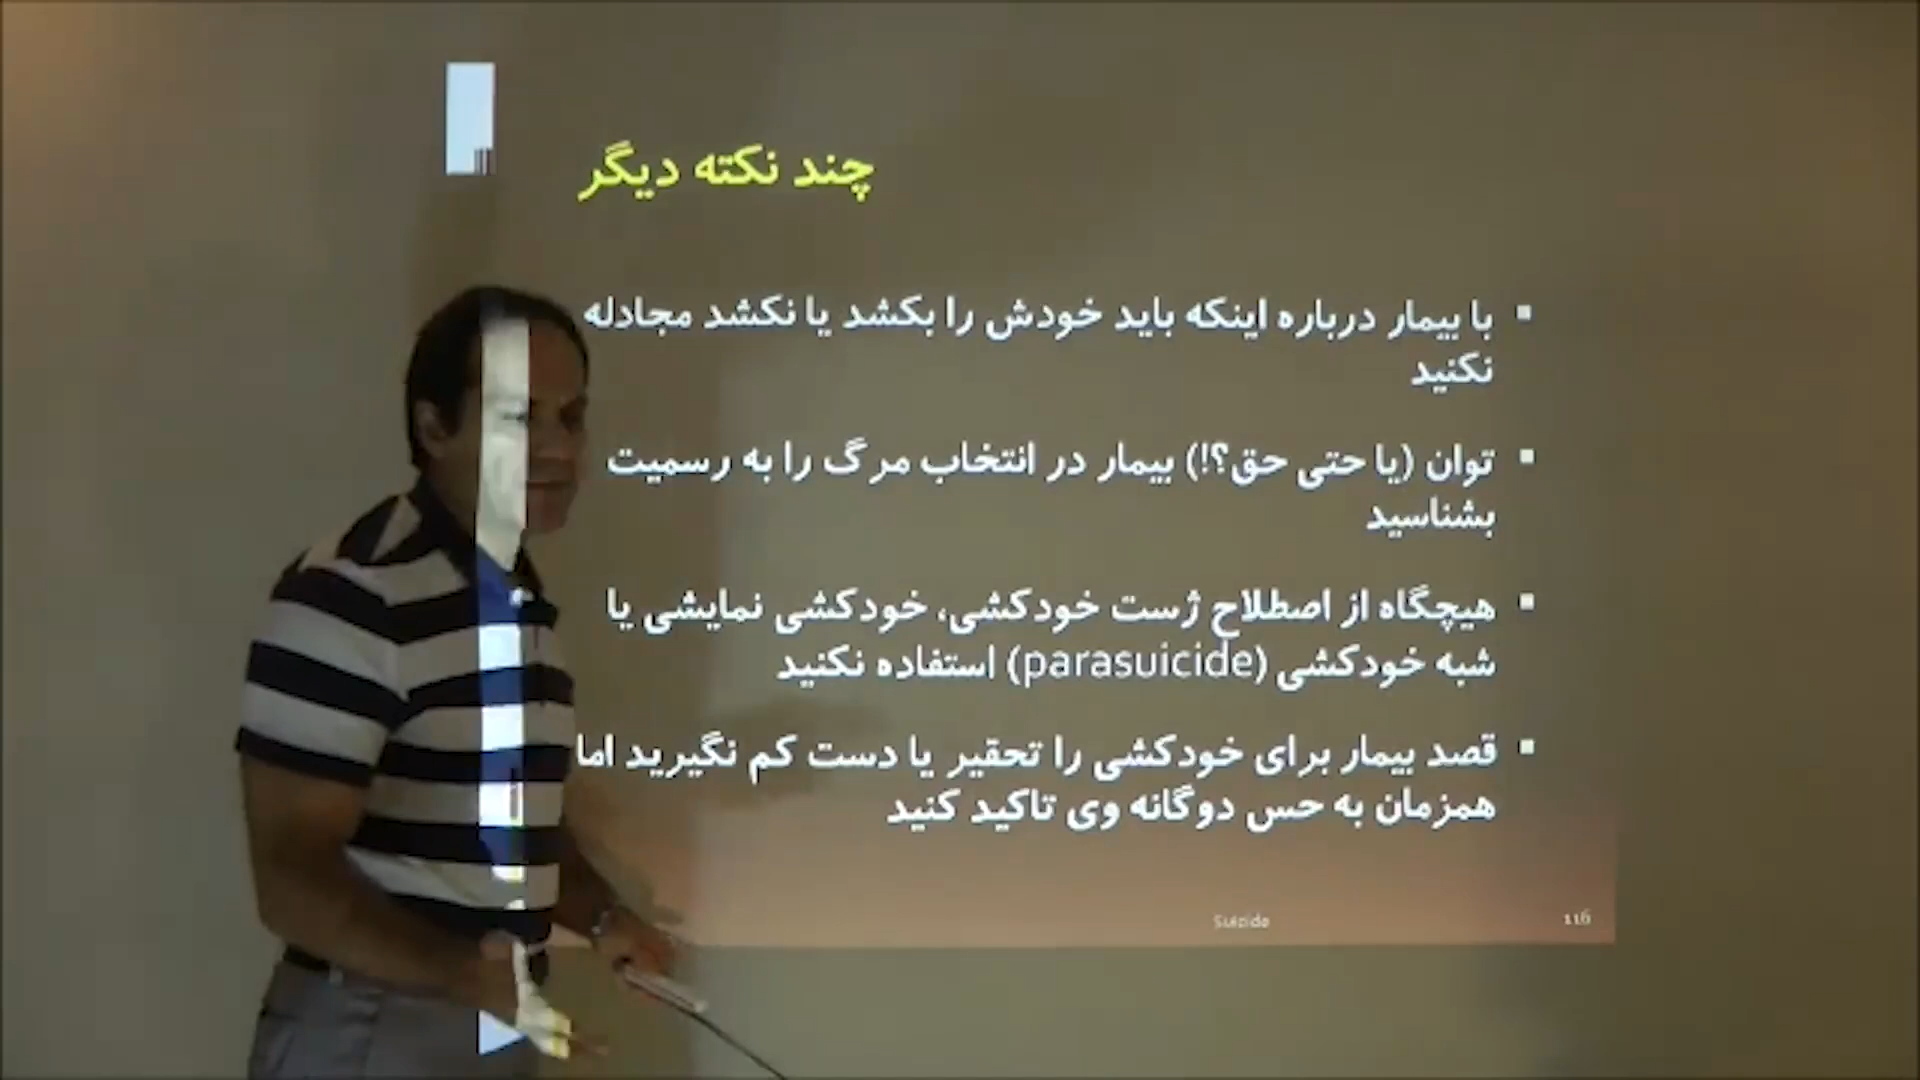 چند نکته دیگر
با بیمار درباره اینکه باید خودش را بکشد یا نکشد مجادله
نکنید
توان (یا حتی حق؟!) بیمار در انتخاب مرگ را به رسمیت
بشناسید
هیچگاه از اصطلاح ژست خودکشی، خودکشی نمایشی یا
شبه خودکشی (parasuicide) استفاده نکنید
قصد بیمار برای خودکشی را تحقیر یا دست کم نگیرید اما
همزمان به حس دوگانه وی تاکید کنید
Suicide
116